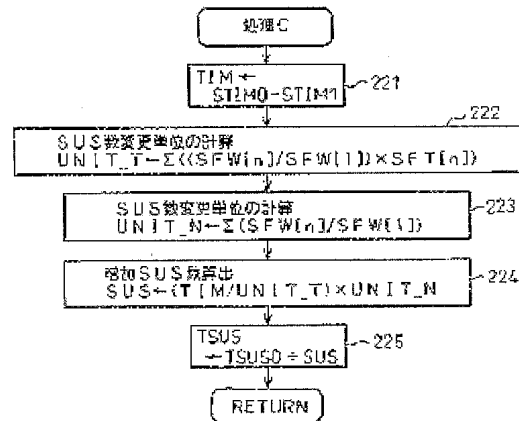 処理C
TIM←
STIM0-STIM1
221
222
SUS数変更単位の計算
UNIT_T←Σ((SFW[n]/SFW[1])×SFT[n])
SUS数変更単位の計算
UNIT_N←Σ(SFW[n]/SFW[1])
223
増加SUS数算出
SUS←(TIM/UNIT_T)×UNIT_N
224
TSUS
←TSUS0+SUS
225
RETURN